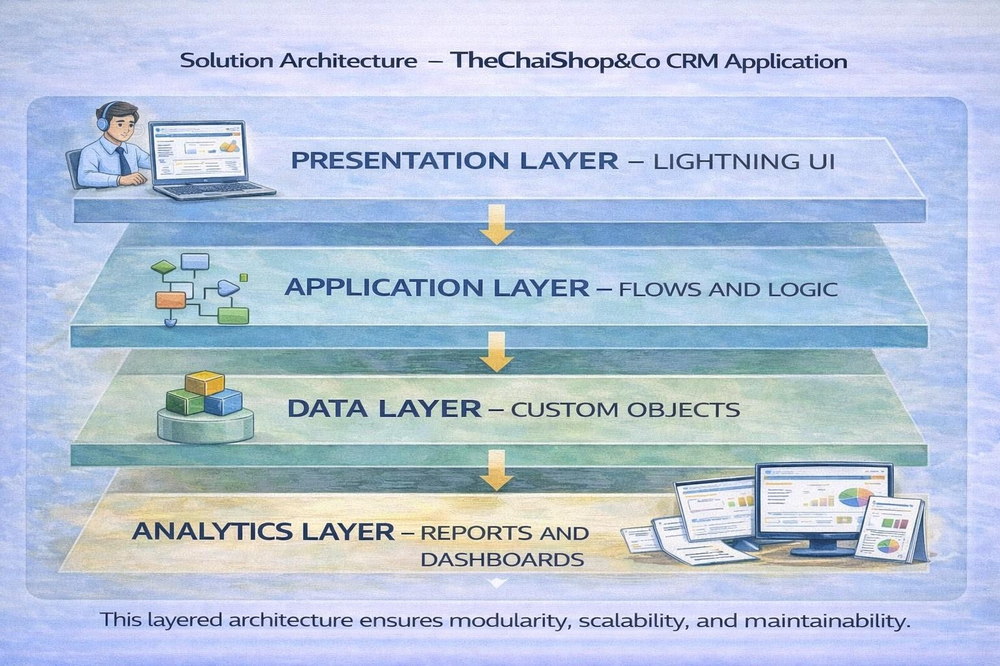 Solution Architecture – TheChaiShop&Co CRM Application
PRESENTATION LAYER – LIGHTNING UI
APPLICATION LAYER – FLOWS AND LOGIC
DATA LAYER – CUSTOM OBJECTS
ANALYTICS LAYER – REPORTS AND
DASHBOARDS
This layered architecture ensures modularity, scalability, and maintainability.